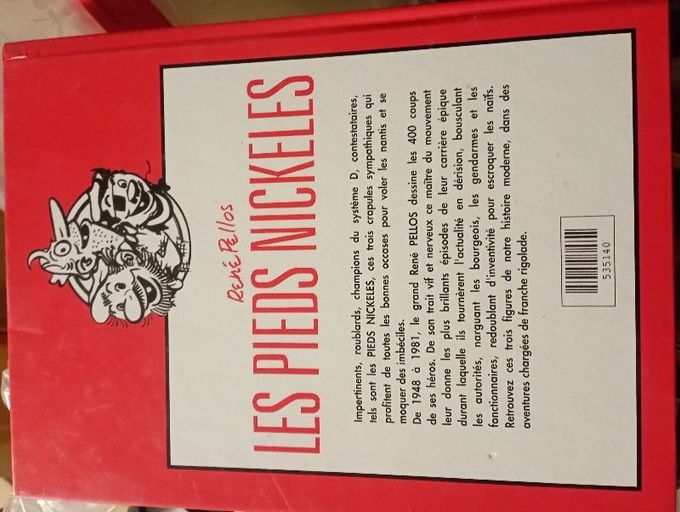 René Pellos
LES PIEDS NICKELES
Impertinents, roublards, champions du système D, contestataires,
tels sont les PIEDS NICKELES, ces trois crapules sympathiques qui
profitent de toutes les bonnes occases pour voler les nantis et se
moquer des imbéciles.
De 1948 à 1981, le grand René PELLOS dessine les 400 coups
de ses héros. De son trait vif et nerveux ce maître du mouvement
leur donne les plus brillants épisodes de leur carrière épique
durant laquelle ils tournèrent l'actualité en dérision, bousculant
les autorités, narguant les bourgeois, les gendarmes et les
fonctionnaires, redoublant d'inventivité pour escroquer les naïfs.
Retrouvez ces trois figures de notre histoire moderne, dans des
aventures chargées de franche rigolade.
535140